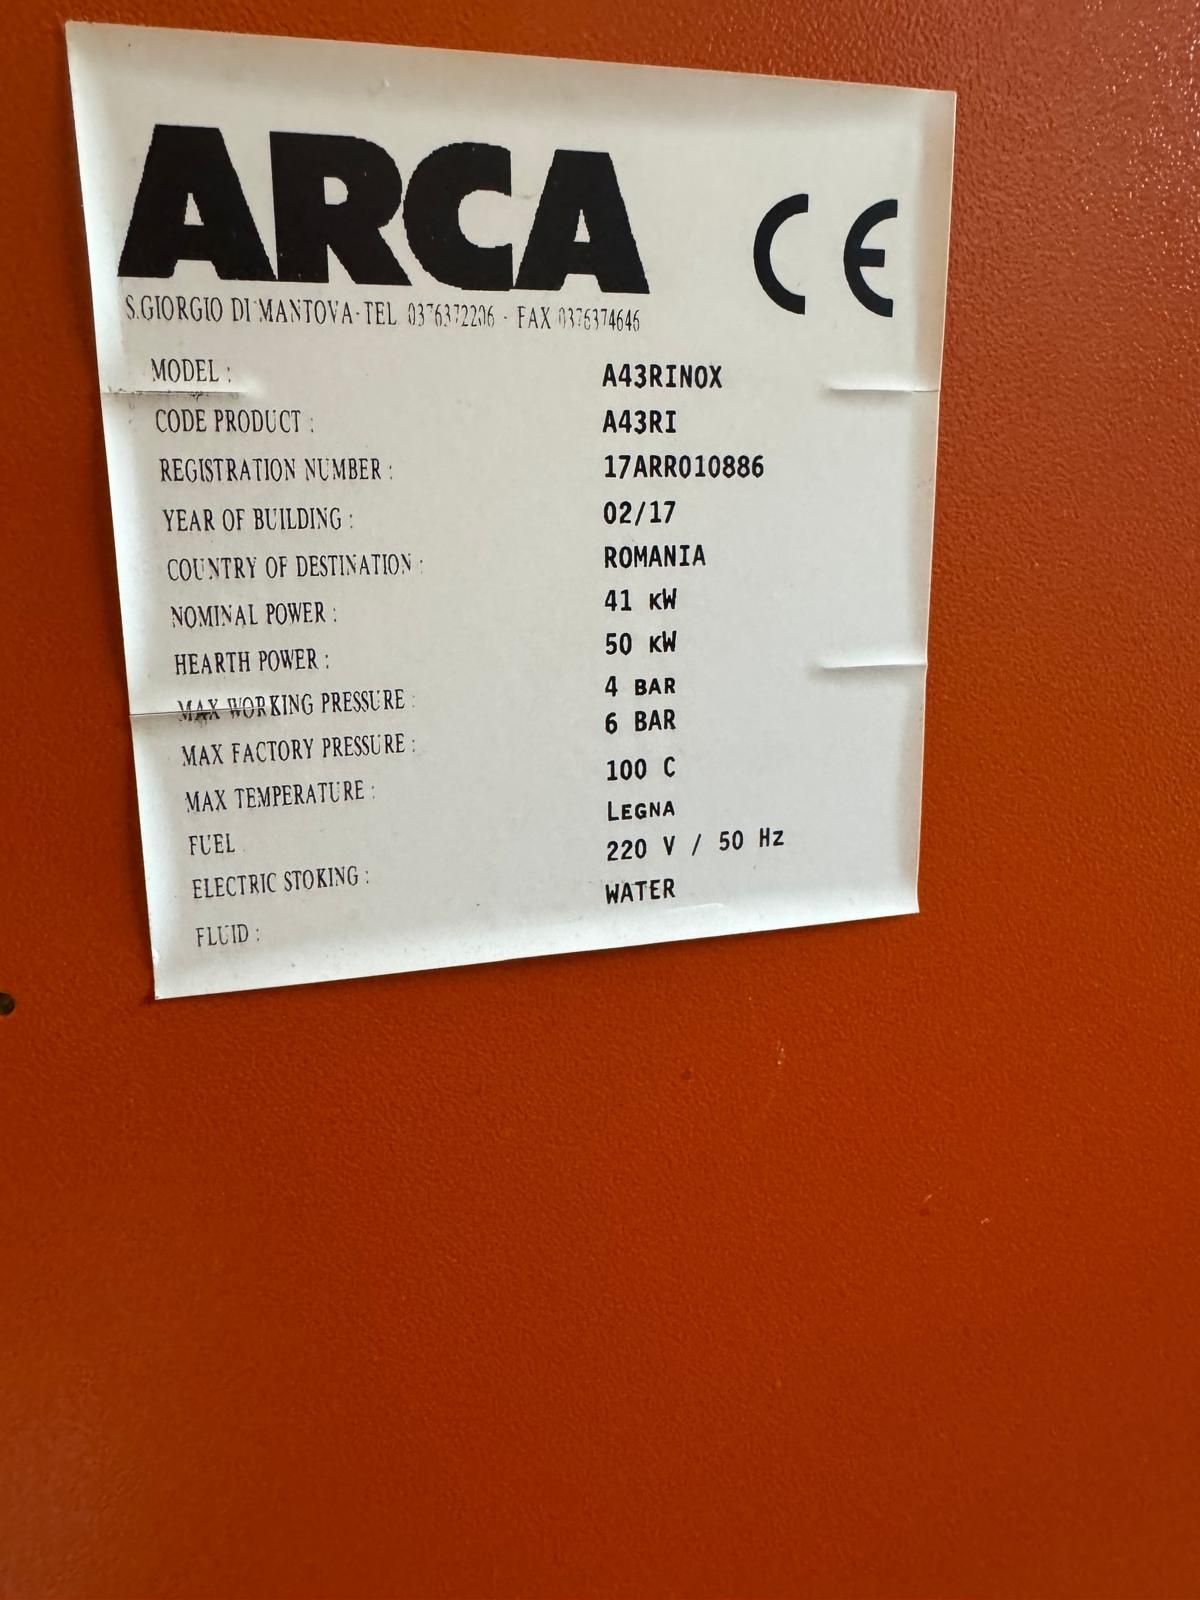 ARCA
CE
S.GIORGIO DI MANTOVA-TEL 0376372206 - FAX 0376374646
MODEL : A43RINOX
CODE PRODUCT : A43RI
REGISTRATION NUMBER : 17ARR010886
YEAR OF BUILDING : 02/17
COUNTRY OF DESTINATION : ROMANIA
NOMINAL POWER : 41 KW
HEARTH POWER : 50 KW
MAX WORKING PRESSURE : 4 BAR
MAX FACTORY PRESSURE : 6 BAR
MAX TEMPERATURE : 100 C
FUEL LEGNA
ELECTRIC STOKING : 220 V / 50 Hz
FLUID : WATER